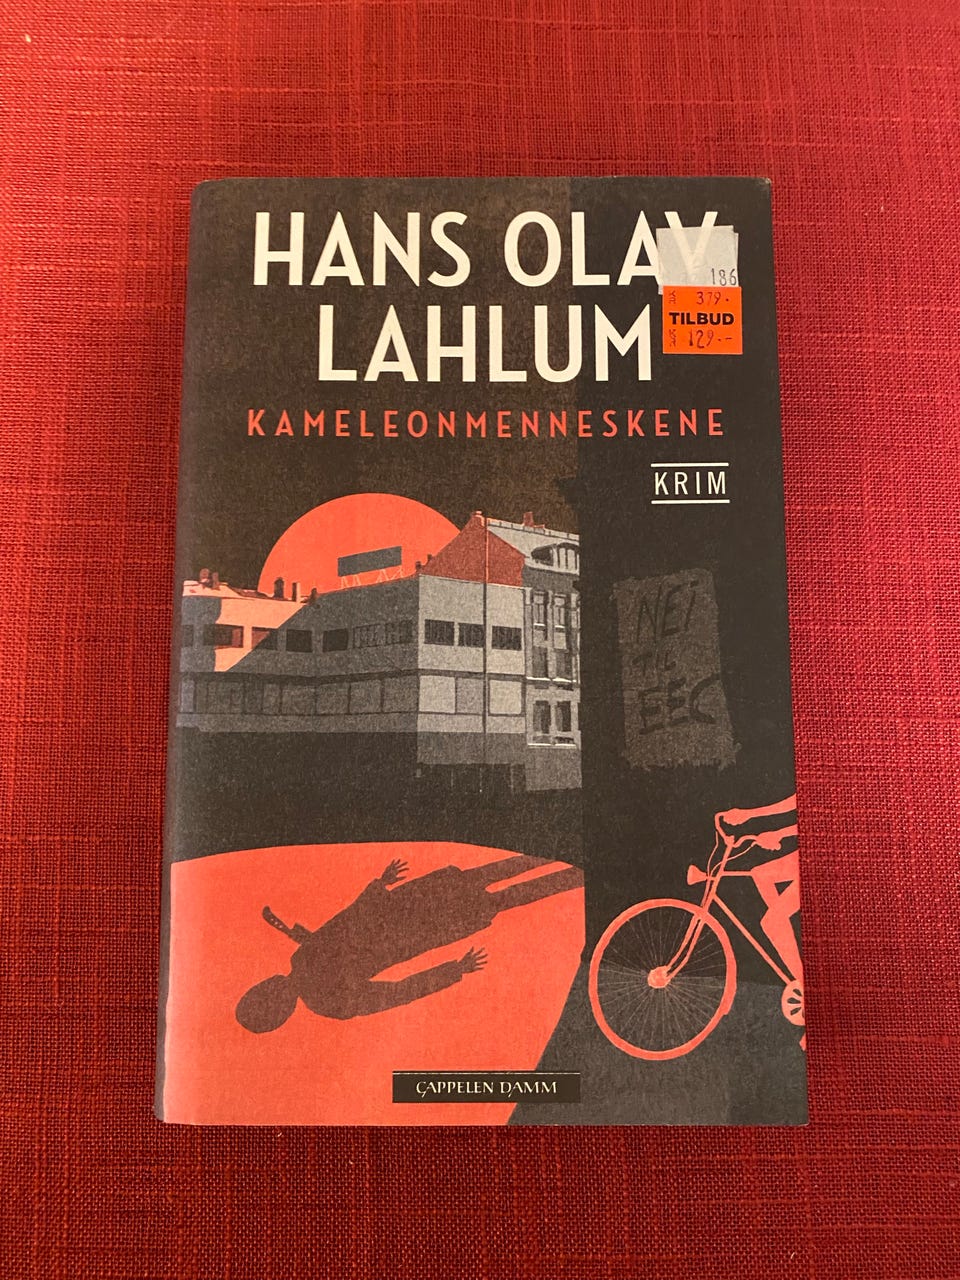 HANS OLAV
LAHLUM
186
379.-
TILBUD
129.--
KAMELEONMENNESKENE
KRIM
NEI
TIL
EEC
CAPPELEN DAMM